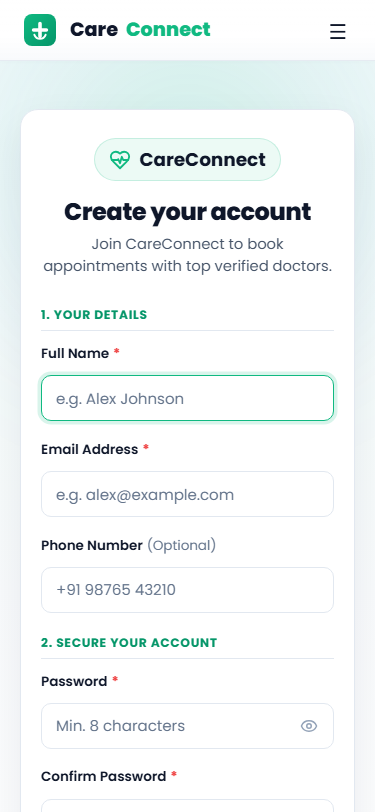 Care Connect
CareConnect
Create your account
Join CareConnect to book
appointments with top verified doctors.
1. YOUR DETAILS
Full Name *
e.g. Alex Johnson
Email Address *
e.g. alex@example.com
Phone Number (Optional)
+91 98765 43210
2. SECURE YOUR ACCOUNT
Password *
Min. 8 characters
Confirm Password *